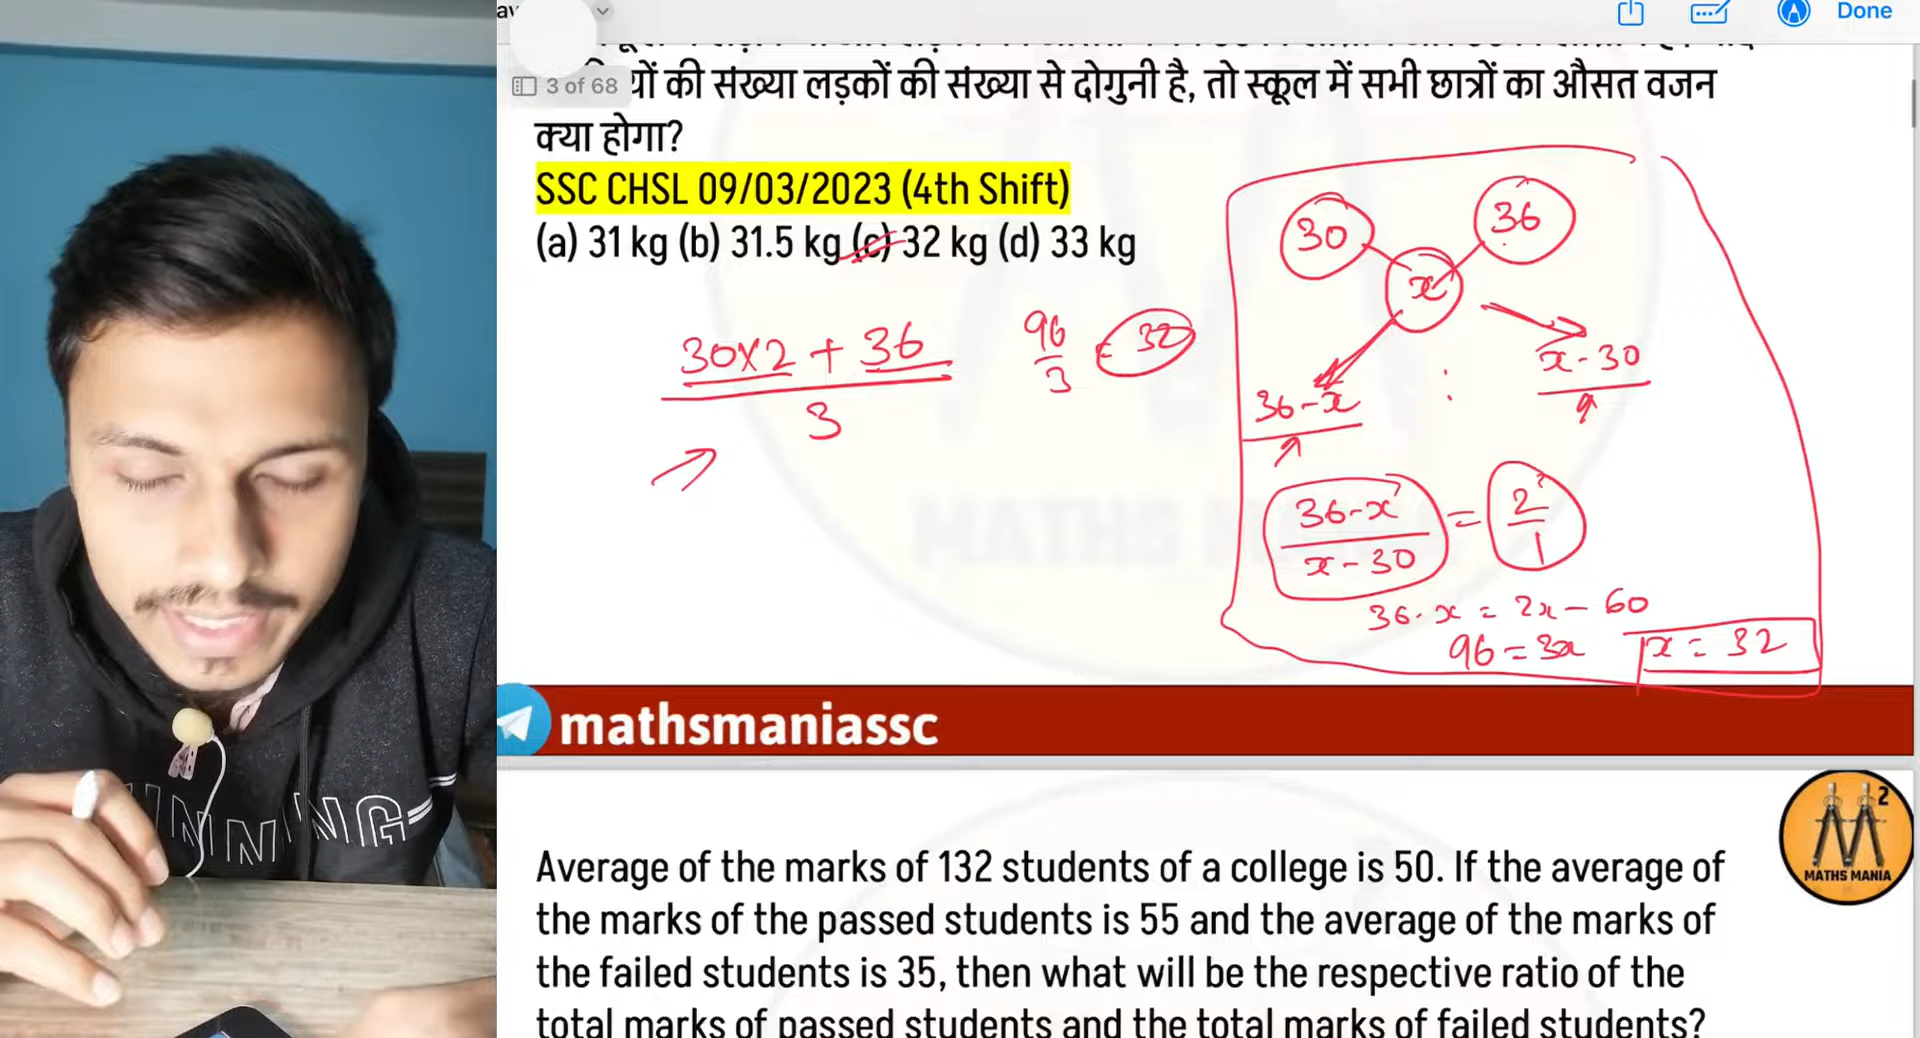 Done
3 of 68
यों की संख्या लड़कों की संख्या से दोगुनी है, तो स्कूल में सभी छात्रों का औसत वजन
क्या होगा?
SSC CHSL 09/03/2023 (4th Shift)
(a) 31 kg (b) 31.5 kg (c) 32 kg (d) 33 kg
30×2 + 36
3
96
3
= 32
30
36
x
36-x
:
x-30
36-x
x-30
=
2
1
36-x = 2x-60
96=3x
x = 32
MATHS MANIA
mathsmaniassc
2
MATHS MANIA
Average of the marks of 132 students of a college is 50. If the average of
the marks of the passed students is 55 and the average of the marks of
the failed students is 35, then what will be the respective ratio of the
total marks of passed students and the total marks of failed students?